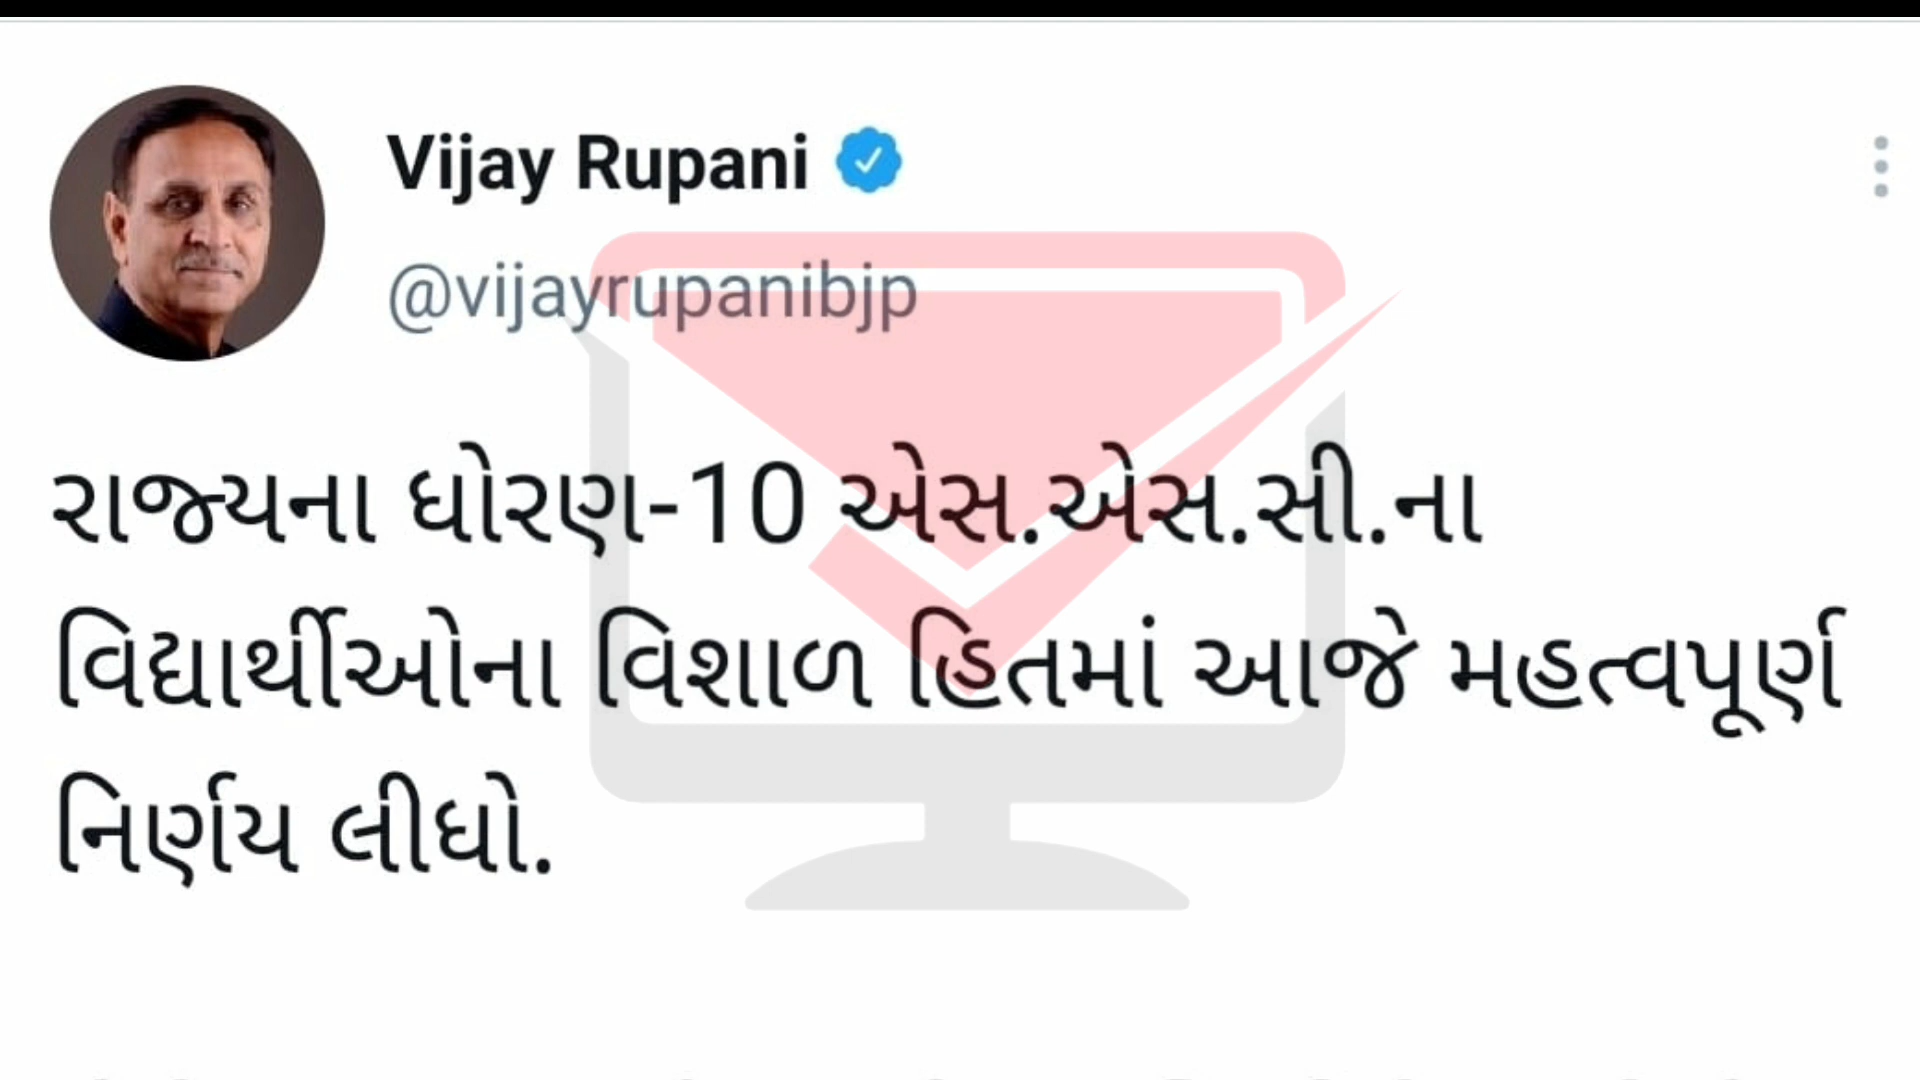 Vijay Rupani
@vijayrupanibjp
રાજ્યના ધોરણ-10 એસ.એસ.સી.ના
વિદ્યાર્થીઓના વિશાળ હિતમાં આજે મહત્વપૂર્ણ
નિર્ણય લીધો.